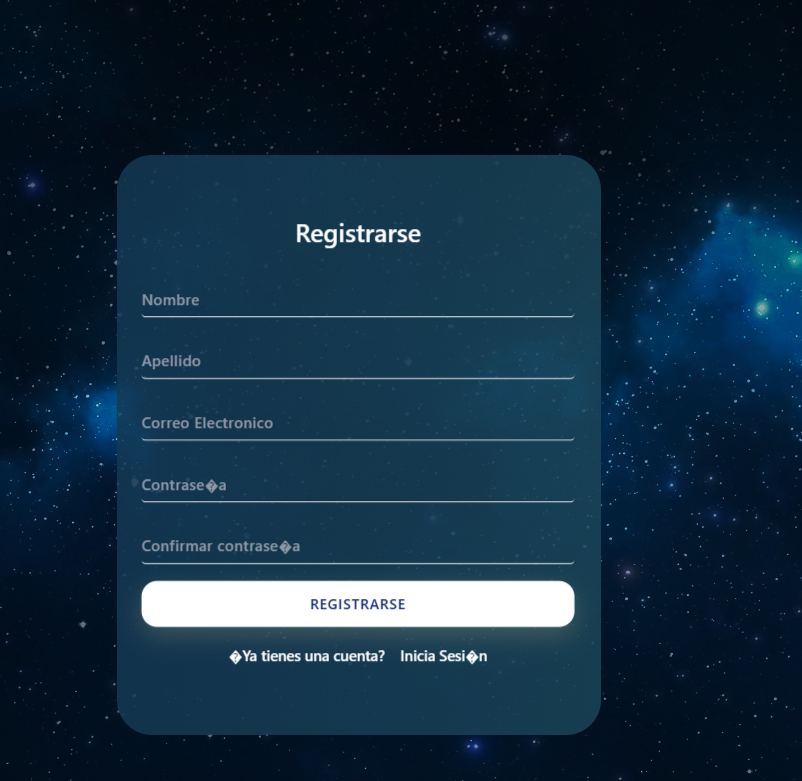 Registrarse
Nombre
Apellido
Correo Electronico
Contrase�a
Confirmar contrase�a
REGISTRARSE
�Ya tienes una cuenta? Inicia Sesi�n